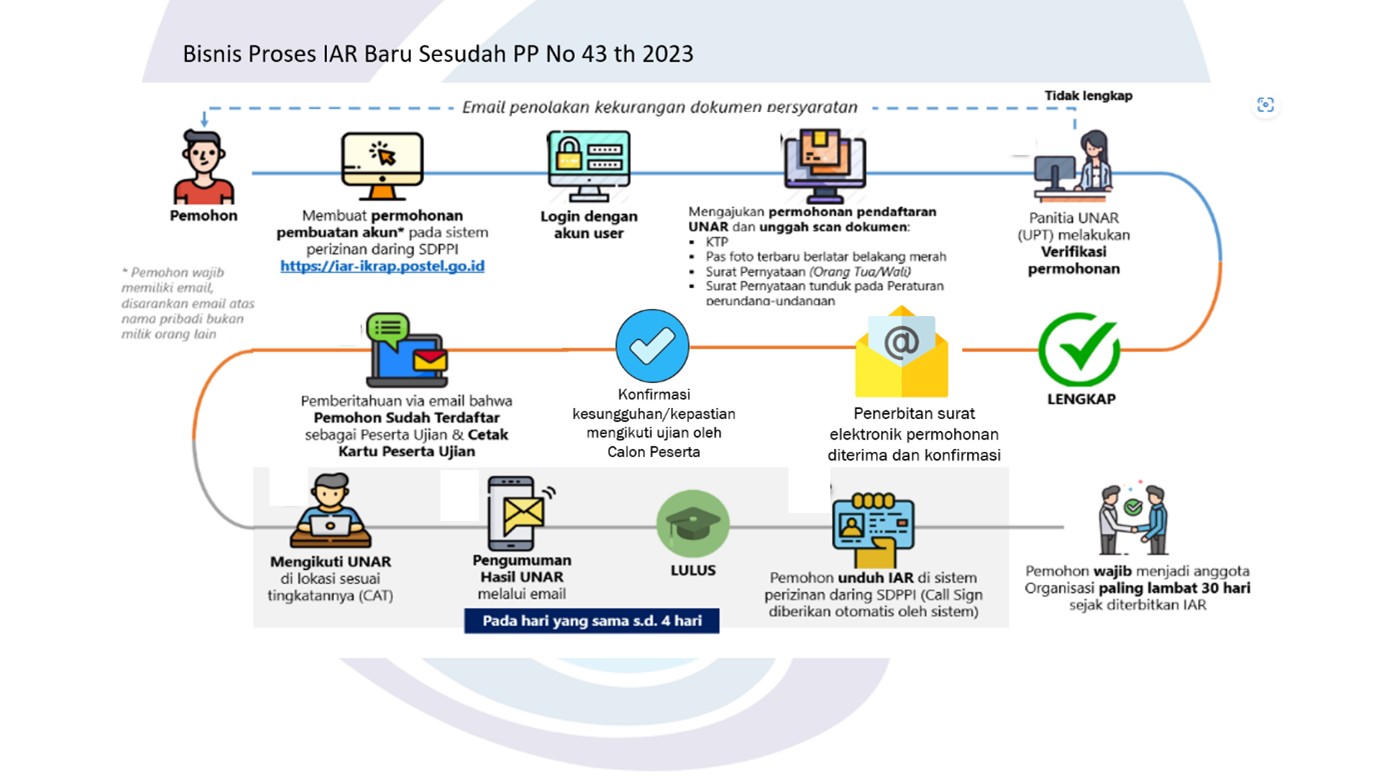 Bisnis Proses IAR Baru Sesudah PP No 43 th 2023
Email penolakan kekurangan dokumen persyaratan
Tidak lengkap
Pemohon
Membuat permohonan
pembuatan akun* pada sistem
perizinan daring SDPPI
https://iar-ikrap.postel.go.id
Login dengan
akun user
Mengajukan permohonan pendaftaran
UNAR dan unggah scan dokumen:
▪ KTP
▪ Pas foto terbaru berlatar belakang merah
▪ Surat Pernyataan (Orang Tua/Wali)
▪ Surat Pernyataan tunduk pada Peraturan
perundang-undangan
Panitia UNAR
(UPT) melakukan
Verifikasi
permohonan
* Pemohon wajib
memiliki email,
disarankan email atas
nama pribadi bukan
milik orang lain
LENGKAP
@
Penerbitan surat
elektronik permohonan
diterima dan konfirmasi
Konfirmasi
kesungguhan/kepastian
mengikuti ujian oleh
Calon Peserta
Pemberitahuan via email bahwa
Pemohon Sudah Terdaftar
sebagai Peserta Ujian & Cetak
Kartu Peserta Ujian
Mengikuti UNAR
di lokasi sesuai
tingkatannya (CAT)
Pengumuman
Hasil UNAR
melalui email
Pada hari yang sama s.d. 4 hari
LULUS
Pemohon unduh IAR di sistem
perizinan daring SDPPI (Call Sign
diberikan otomatis oleh sistem)
Pemohon wajib menjadi anggota
Organisasi paling lambat 30 hari
sejak diterbitkan IAR